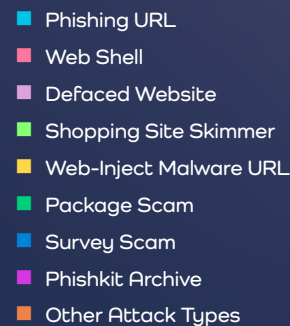 Phishing URL
Web Shell
Defaced Website
Shopping Site Skimmer
Web-Inject Malware URL
Package Scam
Survey Scam
Phishkit Archive
Other Attack Types